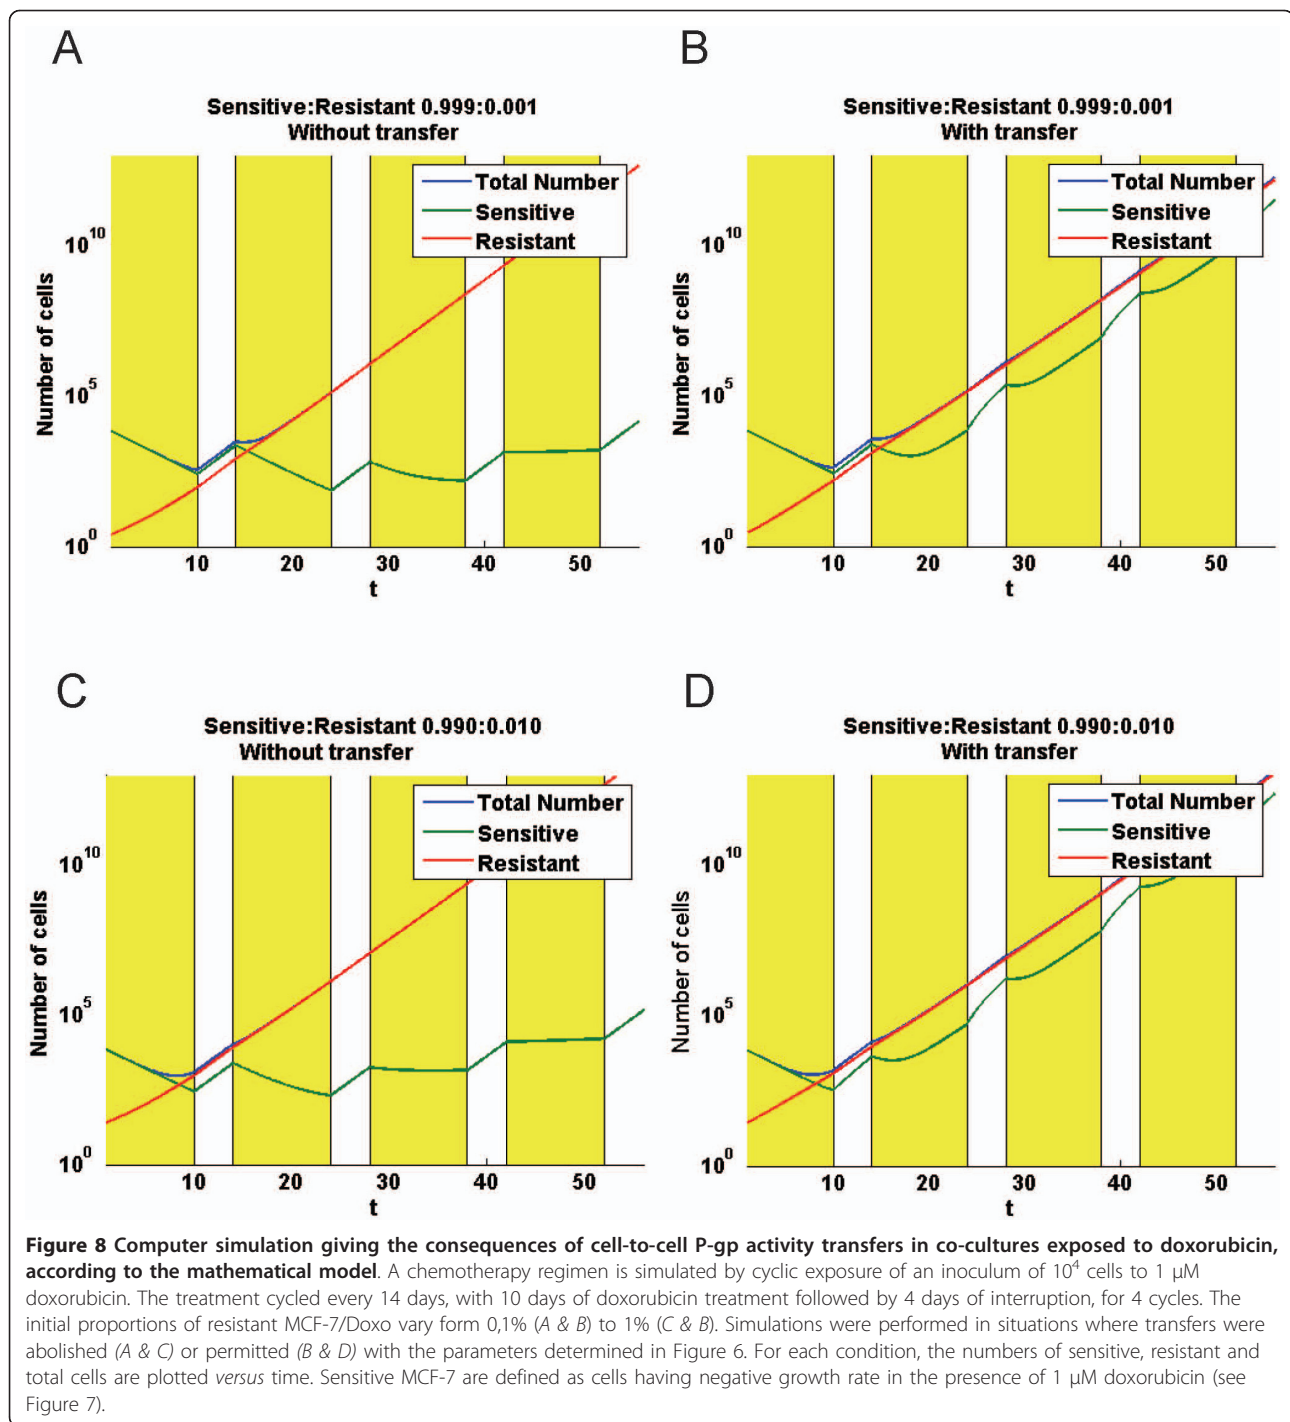 A
Sensitive:Resistant 0.999:0.001
Without transfer
Total Number
Sensitive
Resistant
Number of cells
10^10
10^5
10^0
10 20 30 40 50
t
B
Sensitive:Resistant 0.999:0.001
With transfer
Total Number
Sensitive
Resistant
Number of cells
10^10
10^5
10^0
10 20 30 40 50
t
C
Sensitive:Resistant 0.990:0.010
Without transfer
Total Number
Sensitive
Resistant
Number of cells
10^10
10^5
10^0
10 20 30 40 50
t
D
Sensitive:Resistant 0.990:0.010
With transfer
Total Number
Sensitive
Resistant
Number of cells
10^10
10^5
10^0
10 20 30 40 50
t
Figure 8 Computer simulation giving the consequences of cell-to-cell P-gp activity transfers in co-cultures exposed to doxorubicin,
according to the mathematical model. A chemotherapy regimen is simulated by cyclic exposure of an inoculum of 10^4 cells to 1 μM
doxorubicin. The treatment cycled every 14 days, with 10 days of doxorubicin treatment followed by 4 days of interruption, for 4 cycles. The
initial proportions of resistant MCF-7/Doxo vary form 0,1% (A & B) to 1% (C & B). Simulations were performed in situations where transfers were
abolished (A & C) or permitted (B & D) with the parameters determined in Figure 6. For each condition, the numbers of sensitive, resistant and
total cells are plotted versus time. Sensitive MCF-7 are defined as cells having negative growth rate in the presence of 1 μM doxorubicin (see
Figure 7).